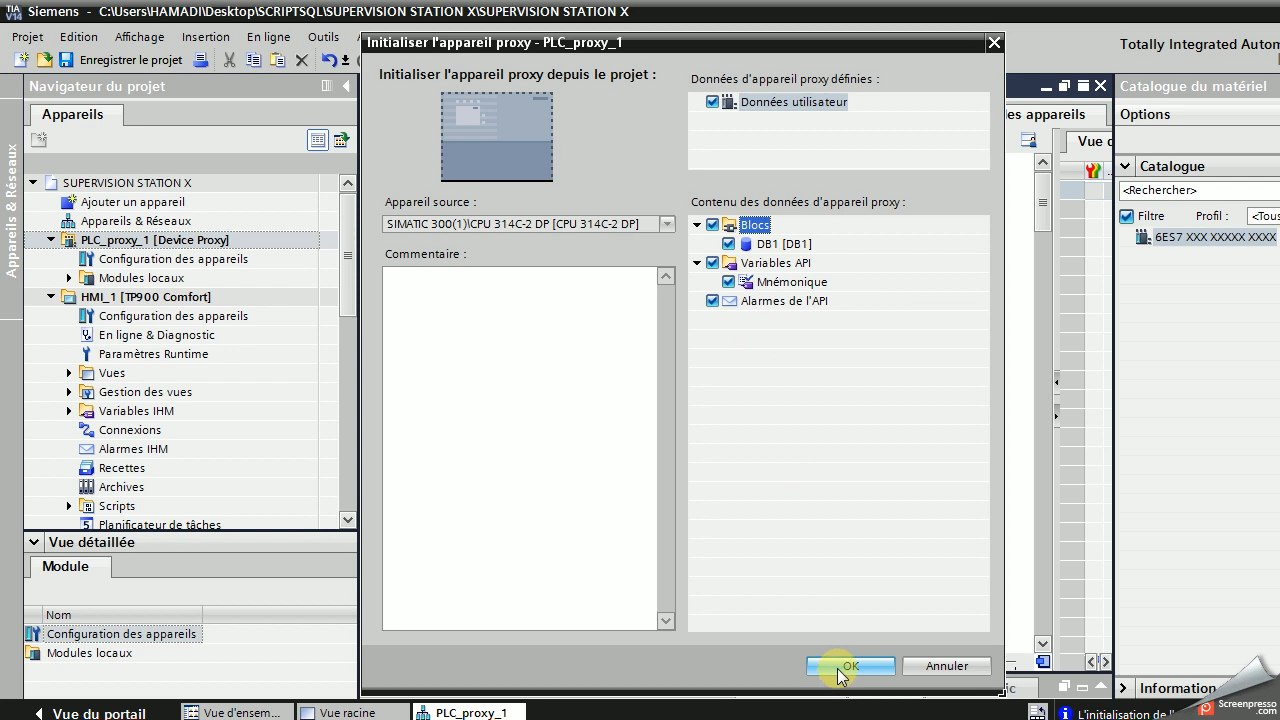 TIA V14 Siemens - C:\Users\HAMADI\Desktop\SCRIPTSQL\SUPERVISION STATION X\SUPERVISION STATION X
Projet Edition Affichage Insertion En ligne Outils
Totally Integrated Autom
Enregistrer le projet
Navigateur du projet
Appareils
Appareils & Réseaux
SUPERVISION STATION X
Ajouter un appareil
Appareils & Réseaux
PLC_proxy_1 [Device Proxy]
Configuration des appareils
Modules locaux
HMI_1 [TP900 Comfort]
Configuration des appareils
En ligne & Diagnostic
Paramètres Runtime
Vues
Gestion des vues
Variables IHM
Connexions
Alarmes IHM
Recettes
Archives
Scripts
Planificateur de tâches
Vue détaillée
Module
Nom
Configuration des appareils
Modules locaux
Initialiser l'appareil proxy - PLC_proxy_1
Initialiser l'appareil proxy depuis le projet :
Appareil source :
SIMATIC 300(1)\CPU 314C-2 DP [CPU 314C-2 DP]
Commentaire :
Données d'appareil proxy définies :
Données utilisateur
Contenu des données d'appareil proxy :
Blocs
DB1 [DB1]
Variables API
Mnémonique
Alarmes de l'API
OK
Annuler
es appareils
Vue d
Catalogue du matériel
Options
Catalogue
<Rechercher>
Filtre Profil : <Tous
6ES7 XXX XXXXX XXXX
Information
Vue du portail
Vue d'ensem...
Vue racine
PLC_proxy_1
L'initialisation de l'
Screenpresso
.com